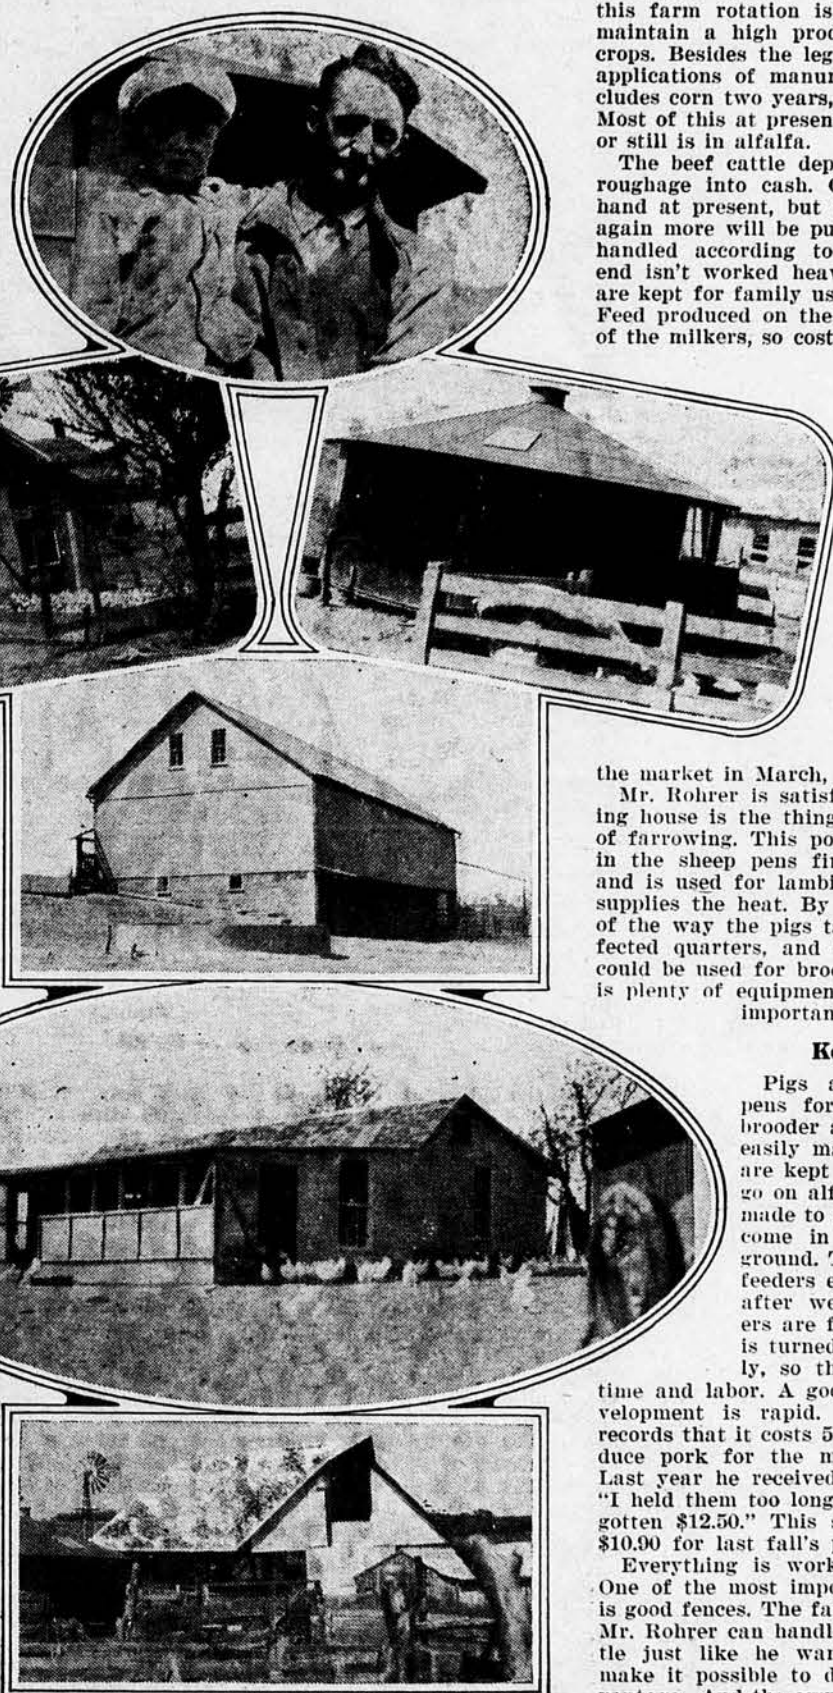 this farm rotation is
maintain a high proc
crops. Besides the leg
applications of manur
cludes corn two years,
Most of this at present
or still is in alfalfa.
The beef cattle dep
roughage into cash. C
hand at present, but
again more will be pu
handled according to
end isn't worked heav
are kept for family us
Feed produced on the
of the milkers, so cost
the market in March,
Mr. Rohrer is satisf
ing house is the thing
of farrowing. This po
in the sheep pens fir
and is used for lambi
supplies the heat. By
of the way the pigs t
fected quarters, and
could be used for broo
is plenty of equipmen
importan
Ke
Pigs a
pens for
brooder a
easily ma
are kept
go on alf
made to
come in
ground. T
feeders e
after we
ers are f
is turned
ly, so th
time and labor. A goo
velopment is rapid.
records that it costs 5
duce pork for the m
Last year he received
"I held them too long
gotten $12.50." This s
$10.90 for last fall's p
Everything is work
One of the most impo
is good fences. The fa
Mr. Rohrer can handl
tle just like he wan
make it possible to d